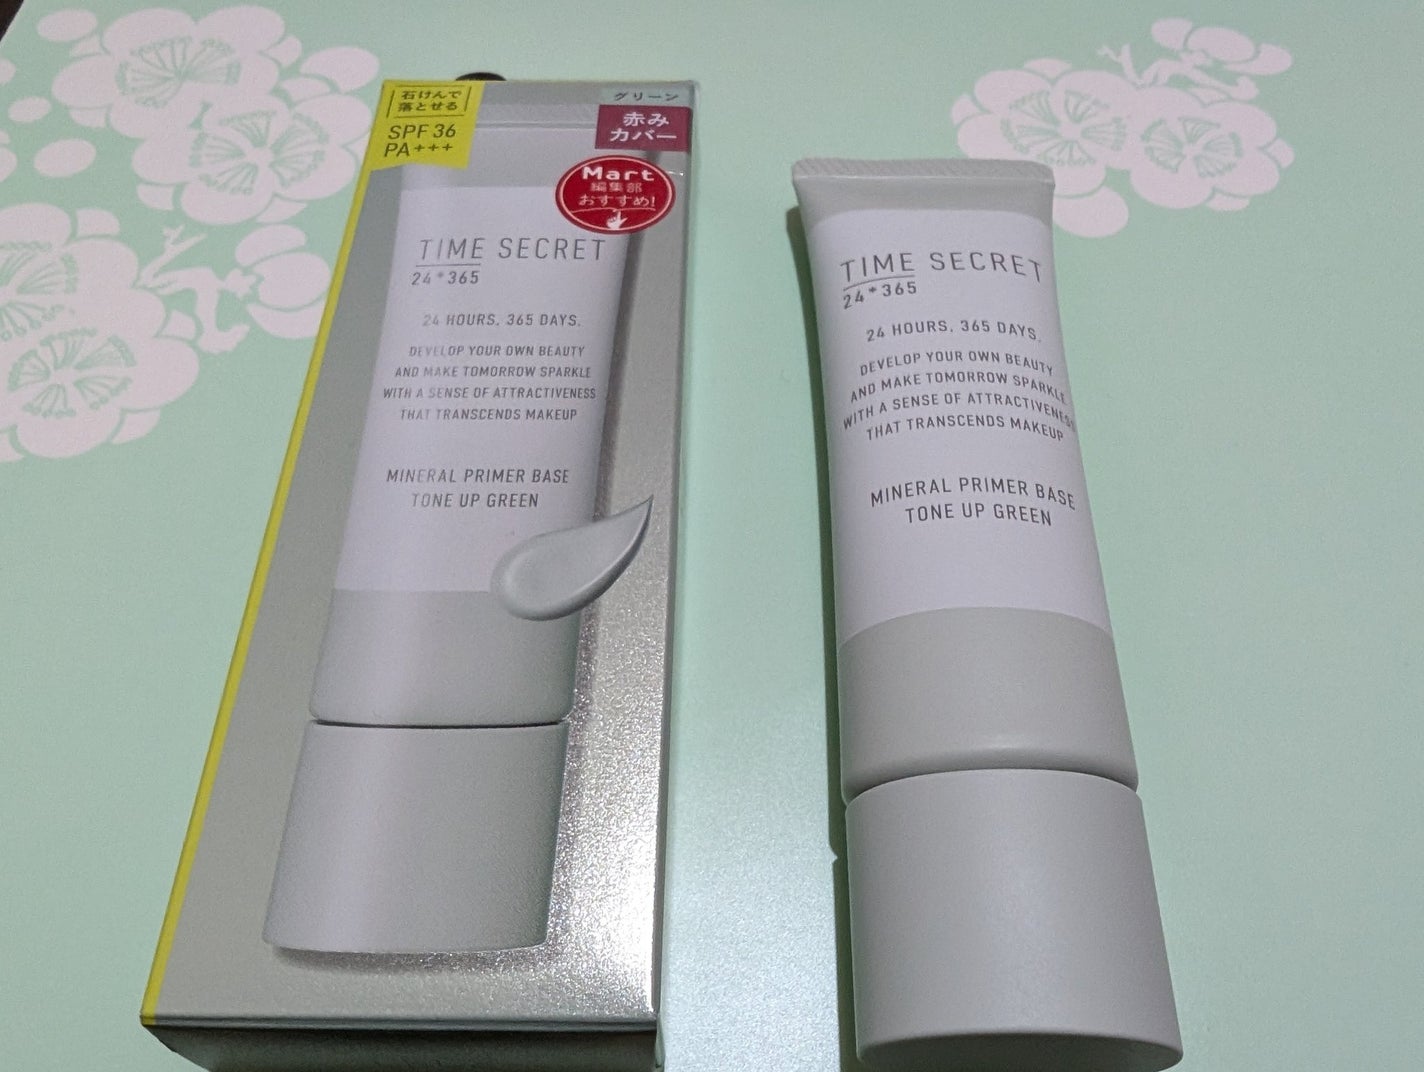 石けんで
落とせる
SPF 36
PA+++
グリーン
赤み
カバー
Mart
編集部
おすすめ!
TIME SECRET
24*365
24 HOURS, 365 DAYS,
DEVELOP YOUR OWN BEAUTY
AND MAKE TOMORROW SPARKLE
WITH A SENSE OF ATTRACTIVENESS
THAT TRANSCENDS MAKEUP
MINERAL PRIMER BASE
TONE UP GREEN
TIME SECRET
24*365
24 HOURS, 365 DAYS,
DEVELOP YOUR OWN BEAUTY
AND MAKE TOMORROW SPARKLE
WITH A SENSE OF ATTRACTIVENESS
THAT TRANSCENDS MAKEUP
MINERAL PRIMER BASE
TONE UP GREEN